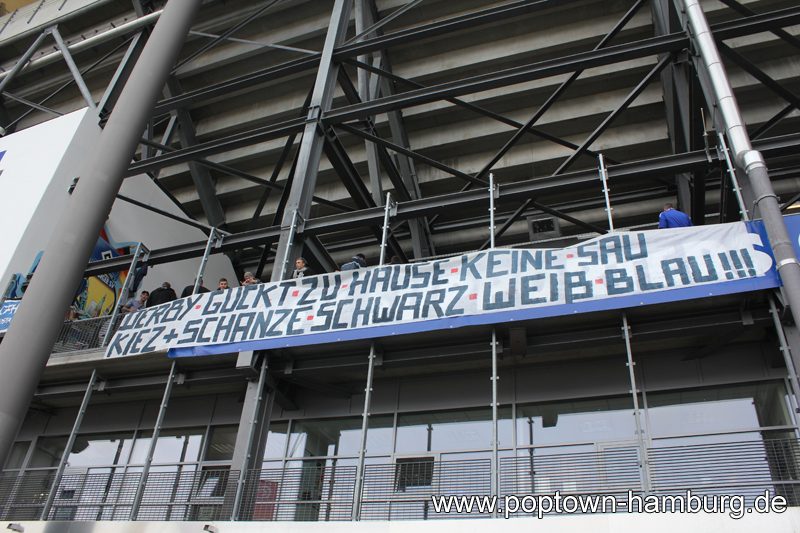 DERBY-GUCKT-ZU-HAUSE-KEINE-SAU
KIEZ+SCHANZE-SCHWARZ-WEIß-BLAU!!!
www.poptown-hamburg.de